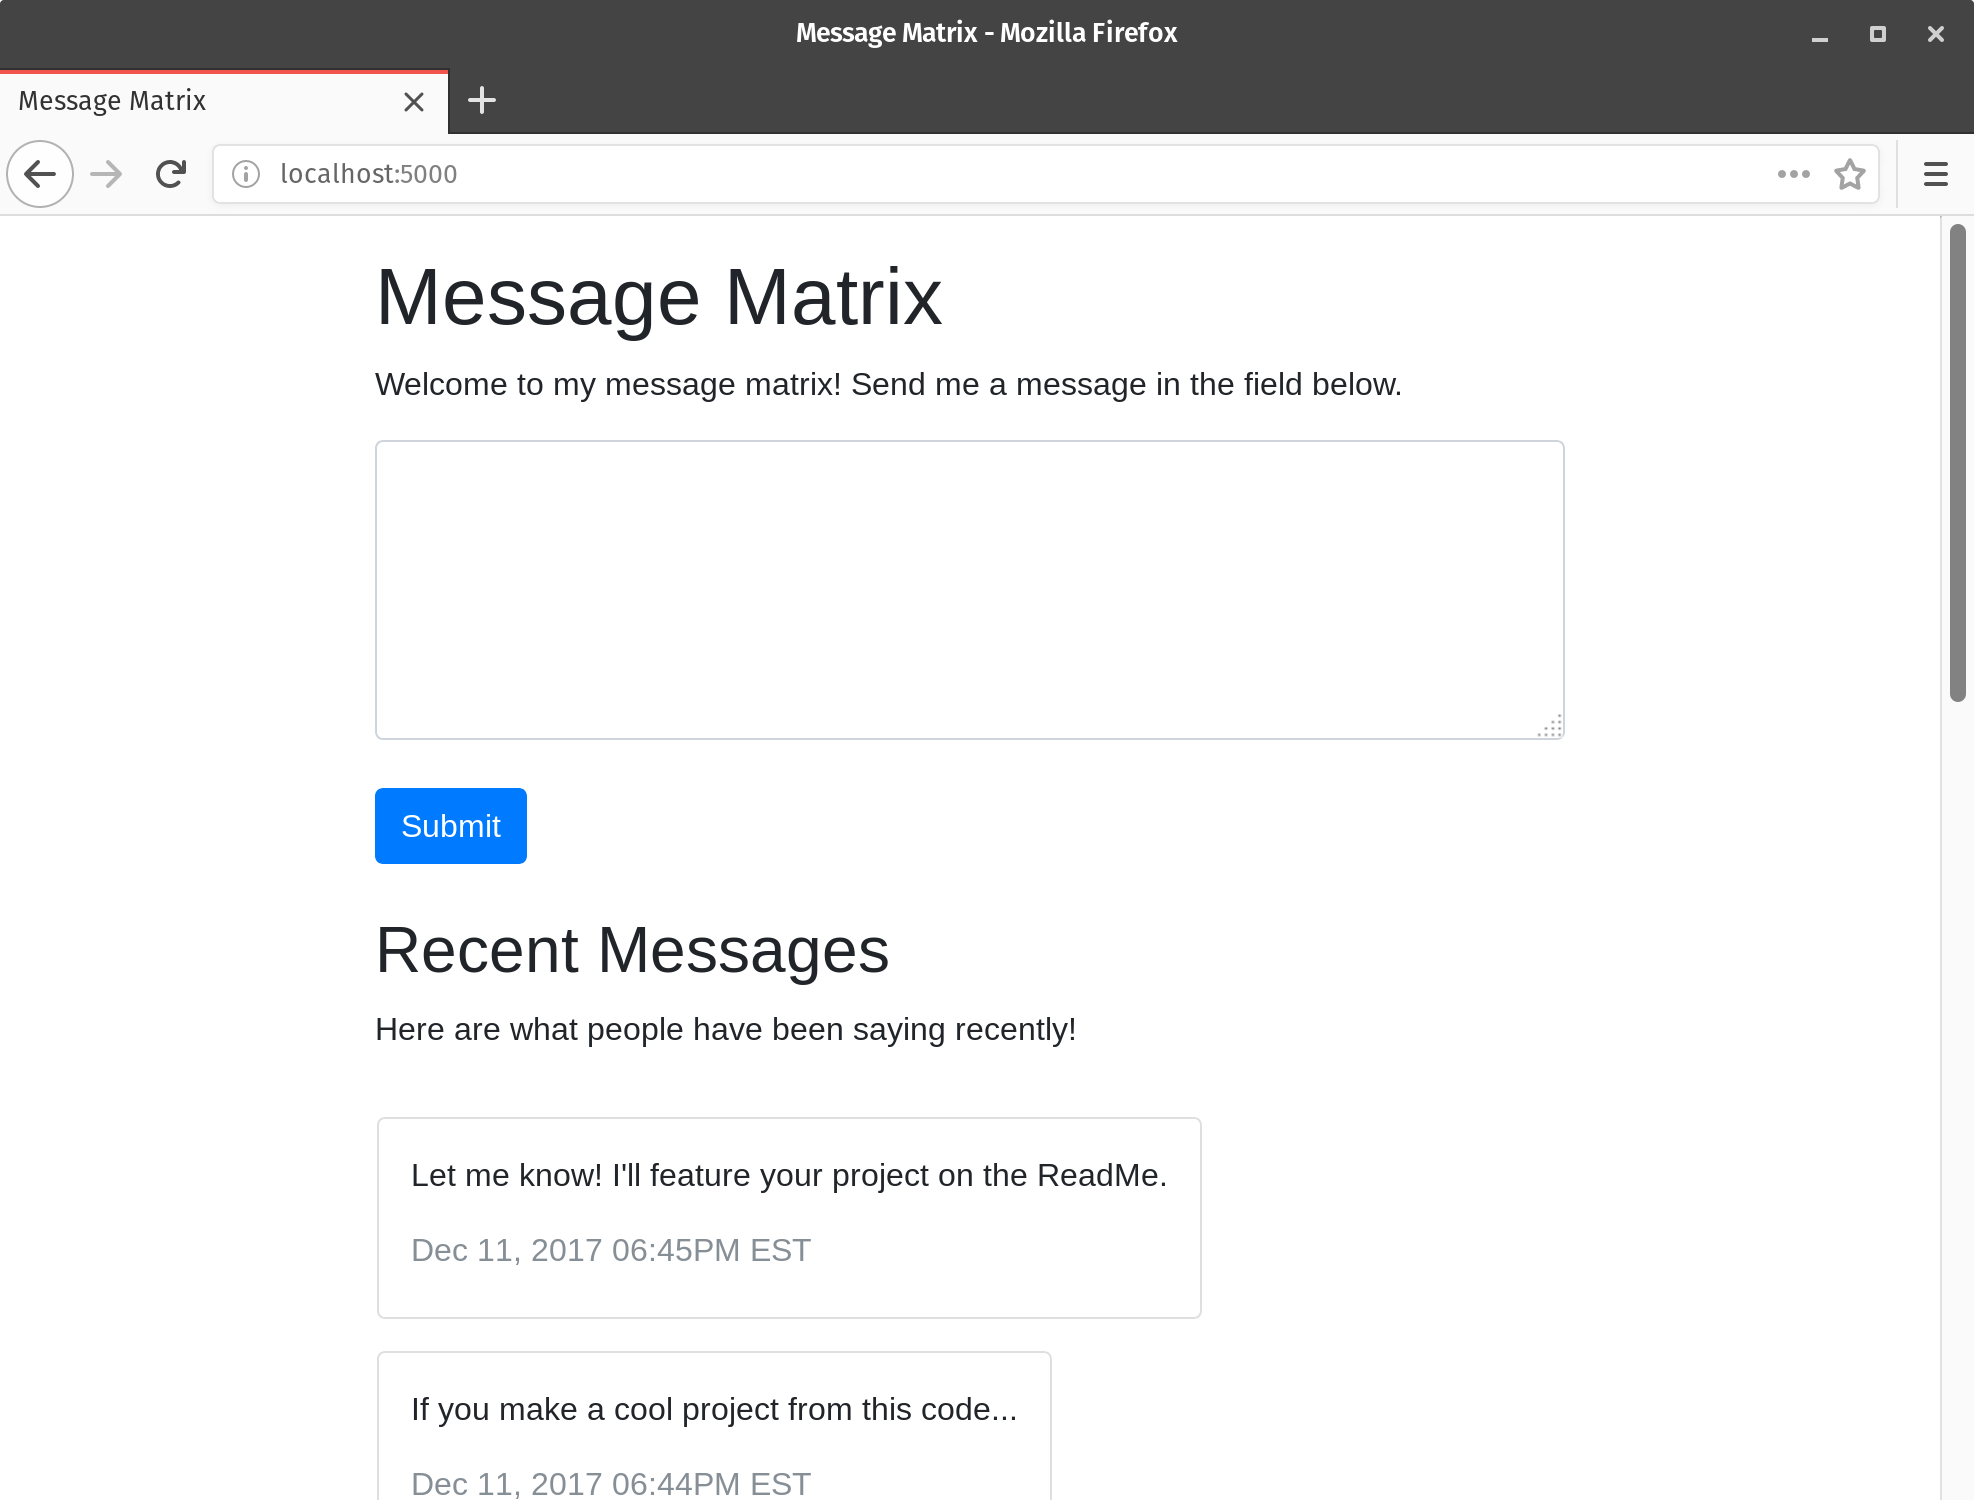 Message Matrix - Mozilla Firefox
Message Matrix
localhost:5000
Message Matrix
Welcome to my message matrix! Send me a message in the field below.
Submit
Recent Messages
Here are what people have been saying recently!
Let me know! I'll feature your project on the ReadMe.
Dec 11, 2017 06:45PM EST
If you make a cool project from this code...
Dec 11, 2017 06:44PM EST